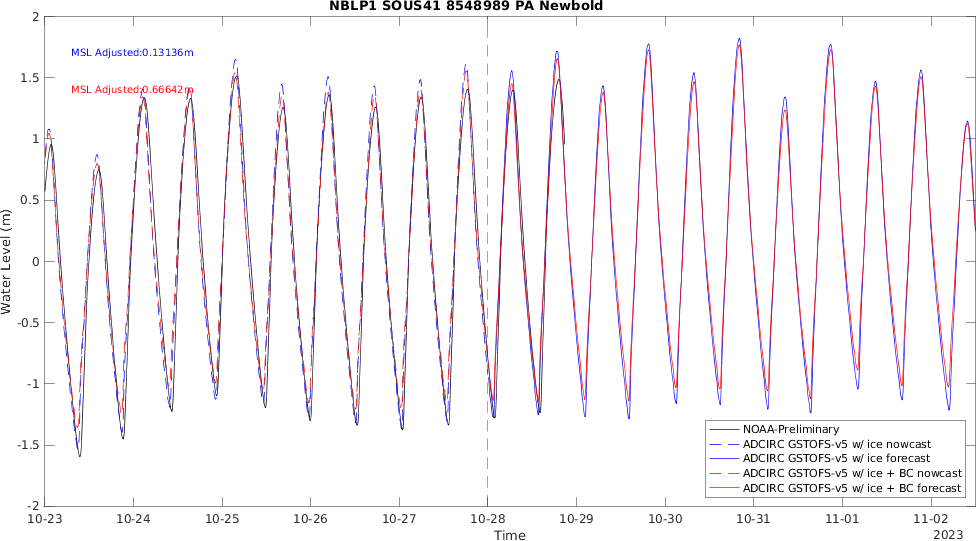 NBLP1 SOUS41 8548989 PA Newbold
MSL Adjusted:0.13136m
MSL Adjusted:0.66642m
Water Level (m)
2
1.5
1
0.5
0
-0.5
-1
-1.5
-2
NOAA-Preliminary
ADCIRC GSTOFS-v5 w/ ice nowcast
ADCIRC GSTOFS-v5 w/ ice forecast
ADCIRC GSTOFS-v5 w/ ice + BC nowcast
ADCIRC GSTOFS-v5 w/ ice + BC forecast
10-23 10-24 10-25 10-26 10-27 10-28 10-29 10-30 10-31 11-01 11-02
Time
2023